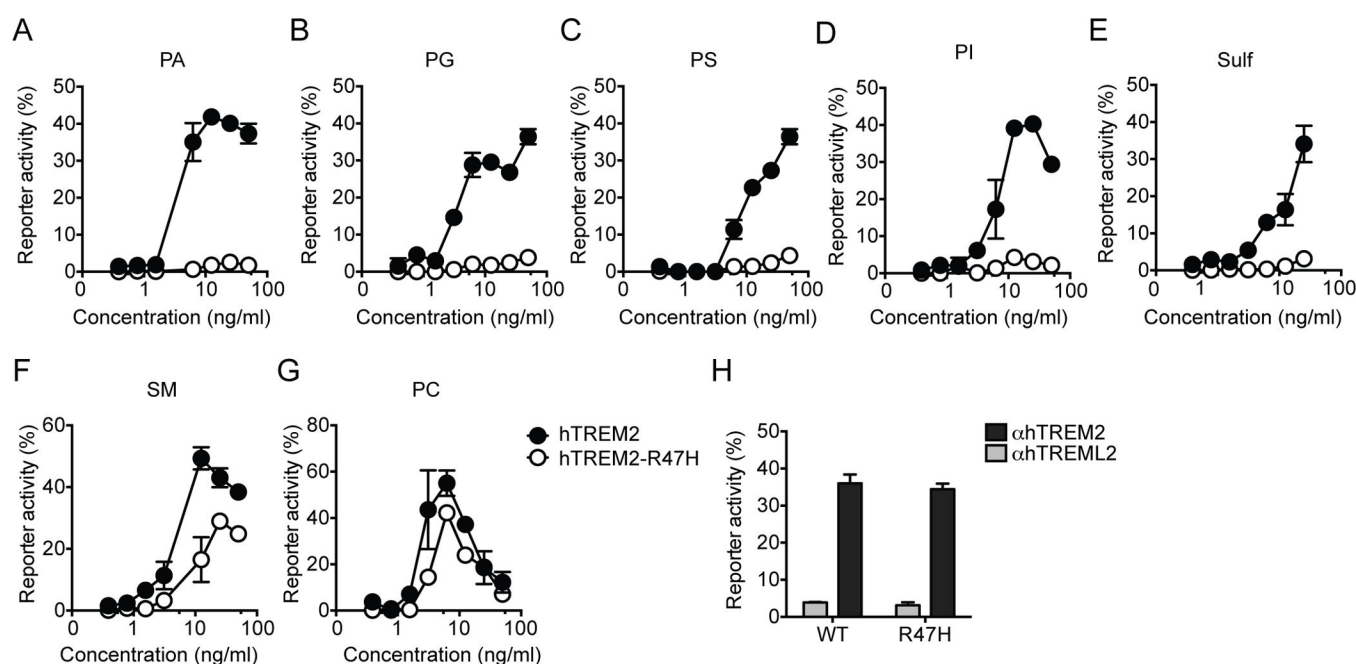 A
PA
Reporter activity (%)
50
40
30
20
10
0
0 1 10 100
Concentration (ng/ml)
B
PG
Reporter activity (%)
50
40
30
20
10
0
0 1 10 100
Concentration (ng/ml)
C
PS
Reporter activity (%)
50
40
30
20
10
0
0 1 10 100
Concentration (ng/ml)
D
PI
Reporter activity (%)
50
40
30
20
10
0
0 1 10 100
Concentration (ng/ml)
E
Sulf
Reporter activity (%)
50
40
30
20
10
0
0 1 10 100
Concentration (ng/ml)
F
SM
Reporter activity (%)
60
40
20
0
0 1 10 100
Concentration (ng/ml)
G
PC
Reporter activity (%)
80
60
40
20
0
0 1 10 100
Concentration (ng/ml)
hTREM2
hTREM2-R47H
H
Reporter activity (%)
50
40
30
20
10
0
WT R47H
αhTREM2
αhTREML2